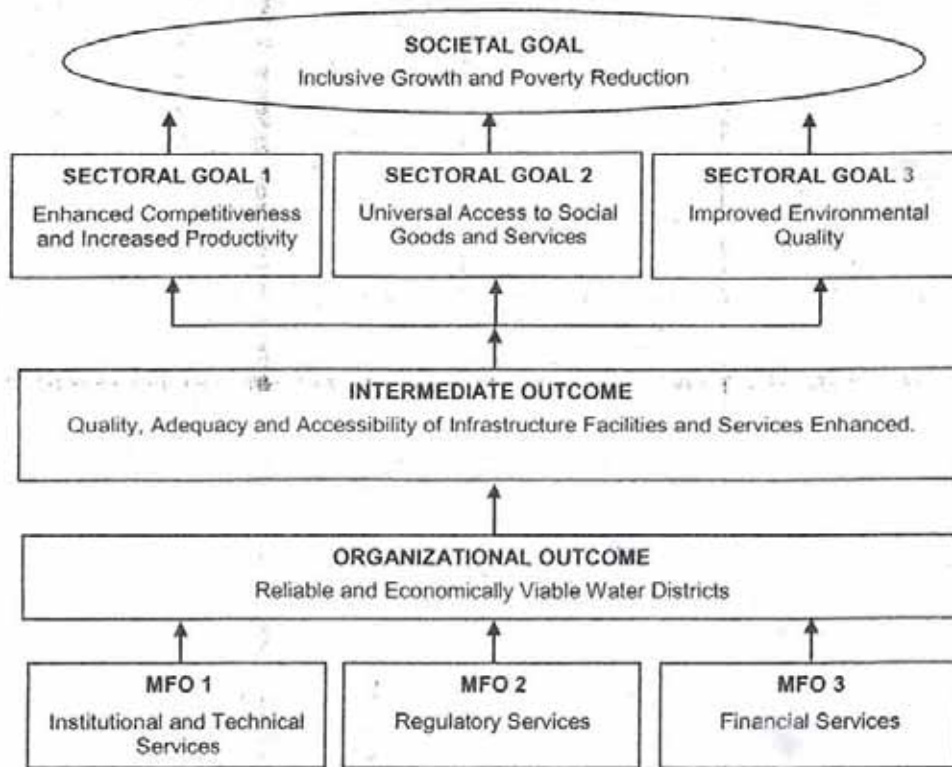 SOCIETAL GOAL
Inclusive Growth and Poverty Reduction
SECTORAL GOAL 1
Enhanced Competitiveness
and Increased Productivity
SECTORAL GOAL 2
Universal Access to Social
Goods and Services
SECTORAL GOAL 3
Improved Environmental
Quality
INTERMEDIATE OUTCOME
Quality, Adequacy and Accessibility of Infrastructure Facilities and Services Enhanced.
ORGANIZATIONAL OUTCOME
Reliable and Economically Viable Water Districts
MFO 1
Institutional and Technical
Services
MFO 2
Regulatory Services
MFO 3
Financial Services